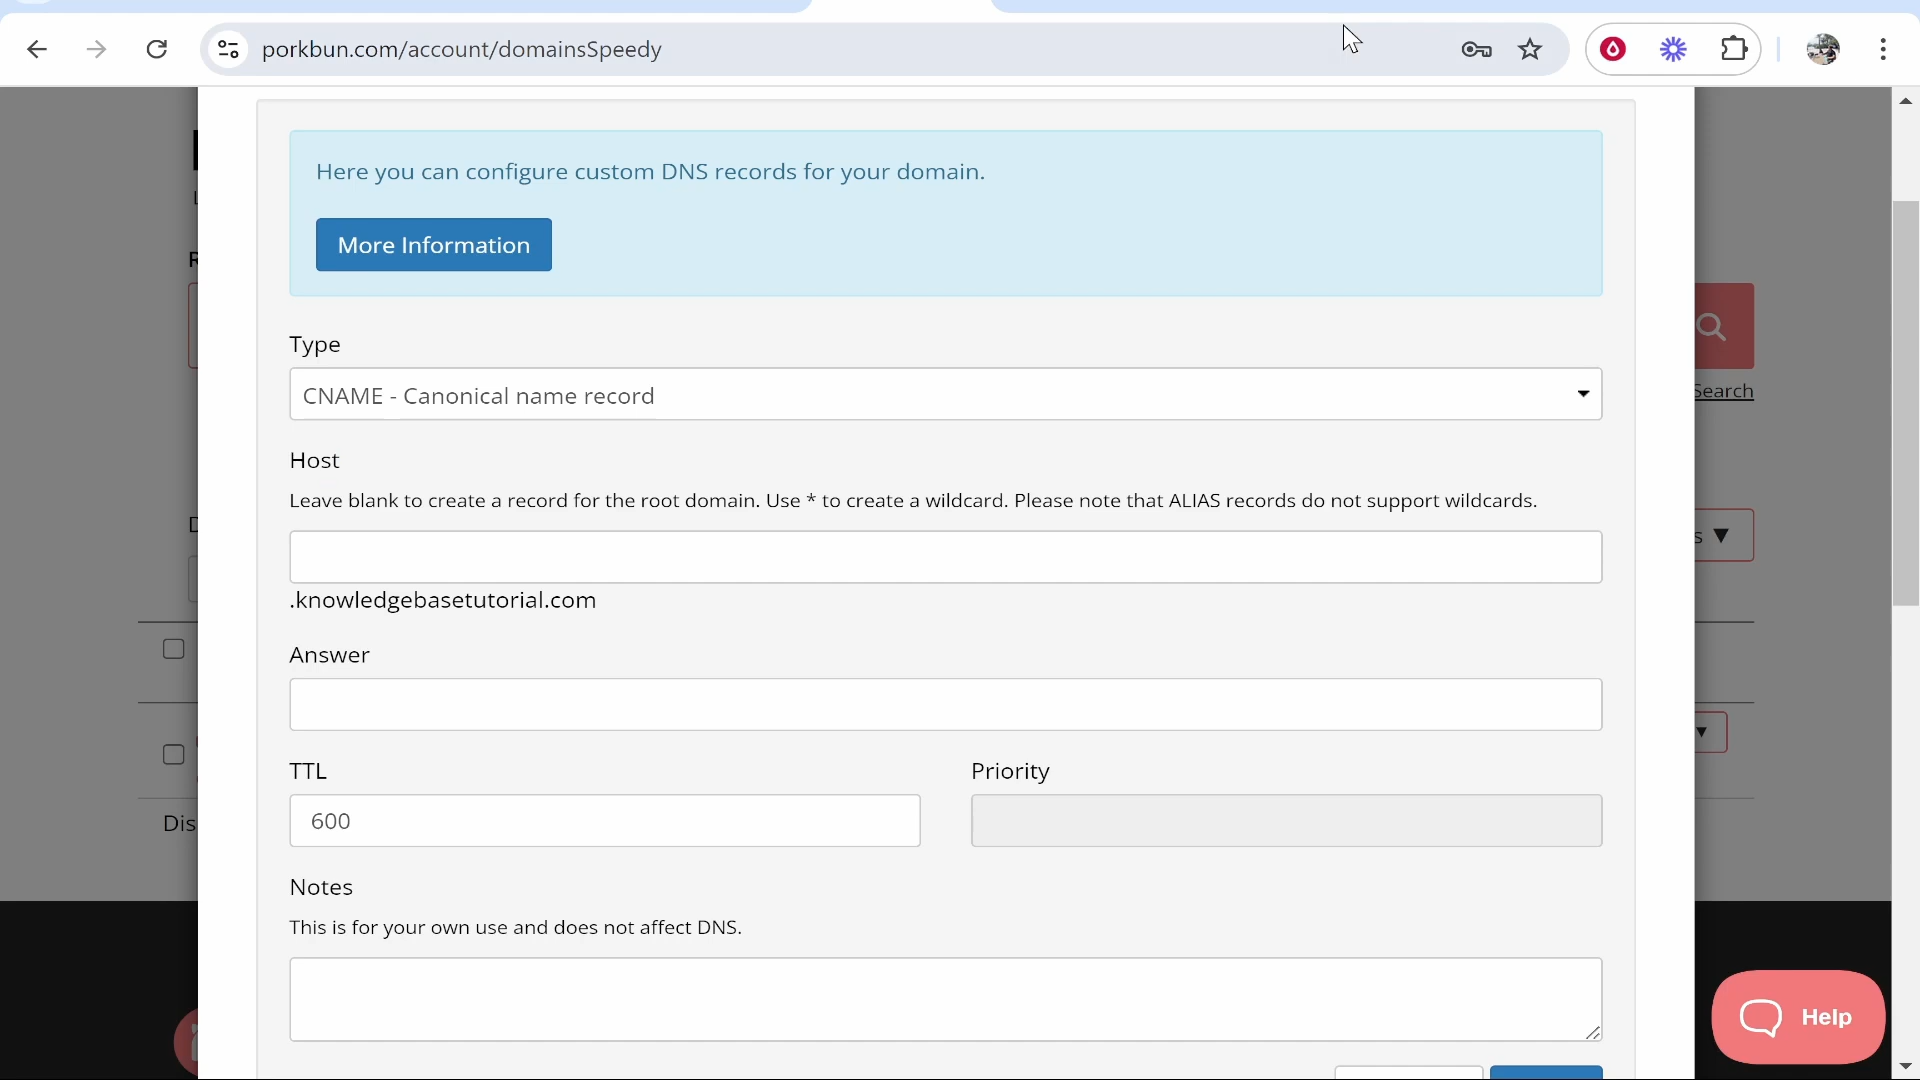 porkbun.com/account/domainsSpeedy
Here you can configure custom DNS records for your domain.
More Information
Type
CNAME - Canonical name record
Search
Host
Leave blank to create a record for the root domain. Use * to create a wildcard. Please note that ALIAS records do not support wildcards.
s ▼
.knowledgebasetutorial.com
Answer
TTL
Priority
600
Dis
Notes
This is for your own use and does not affect DNS.
Help